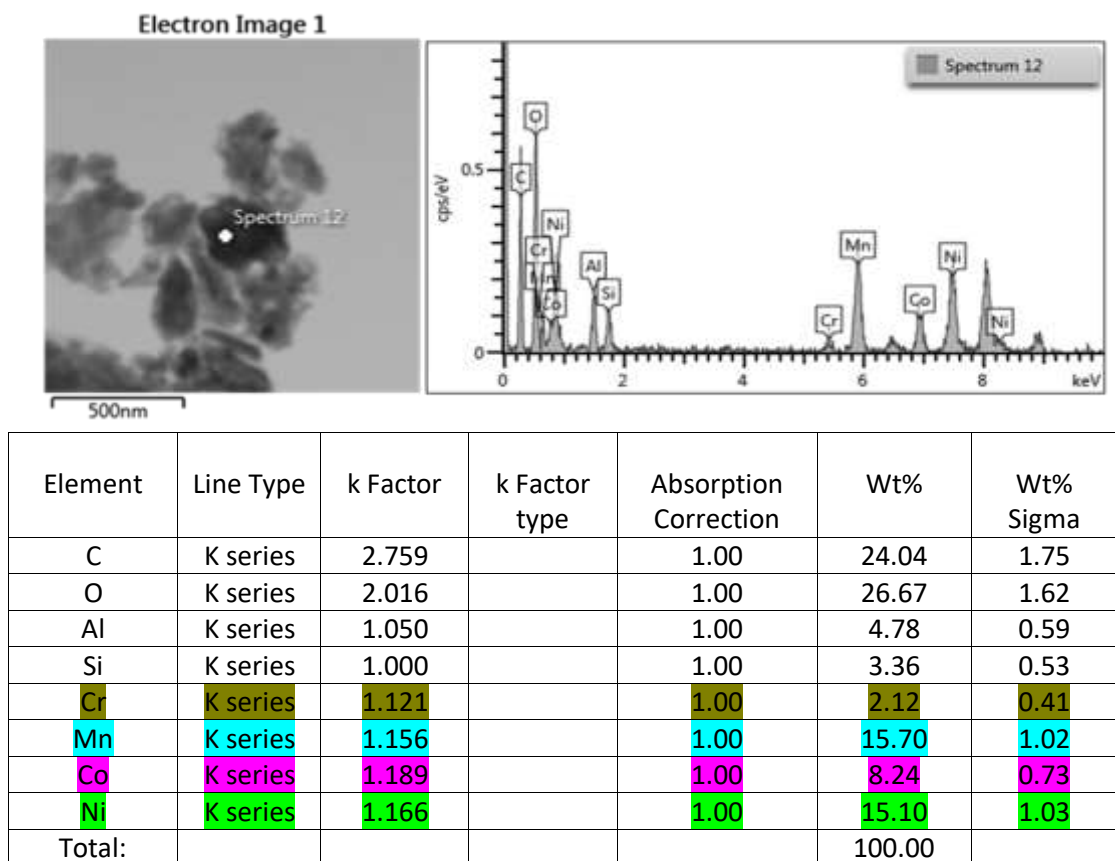 Electron Image 1
Spectrum 12
500nm
Spectrum 12
cps/eV
0.5
0
O
C
Ni
Cr
Al
Si
Cr
Mn
Co
Ni
Ni
0 2 4 6 8 keV
Element Line Type k Factor k Factor type Absorption Correction Wt% Wt% Sigma
C K series 2.759 1.00 24.04 1.75
O K series 2.016 1.00 26.67 1.62
Al K series 1.050 1.00 4.78 0.59
Si K series 1.000 1.00 3.36 0.53
Cr K series 1.121 1.00 2.12 0.41
Mn K series 1.156 1.00 15.70 1.02
Co K series 1.189 1.00 8.24 0.73
Ni K series 1.166 1.00 15.10 1.03
Total: 100.00